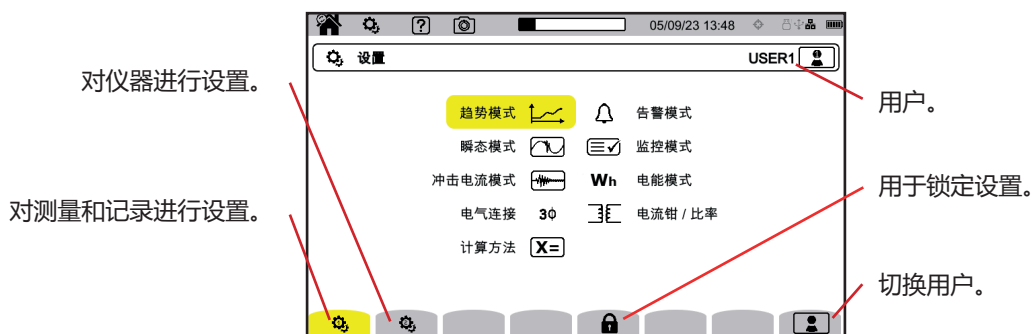 05/09/23 13:48
设置 USER1
对仪器进行设置。
用户。
趋势模式 告警模式
瞬态模式 监控模式
冲击电流模式 Wh 电能模式
用于锁定设置。
对测量和记录进行设置。
电气连接 3ϕ 电流钳 / 比率
计算方法 X=
切换用户。